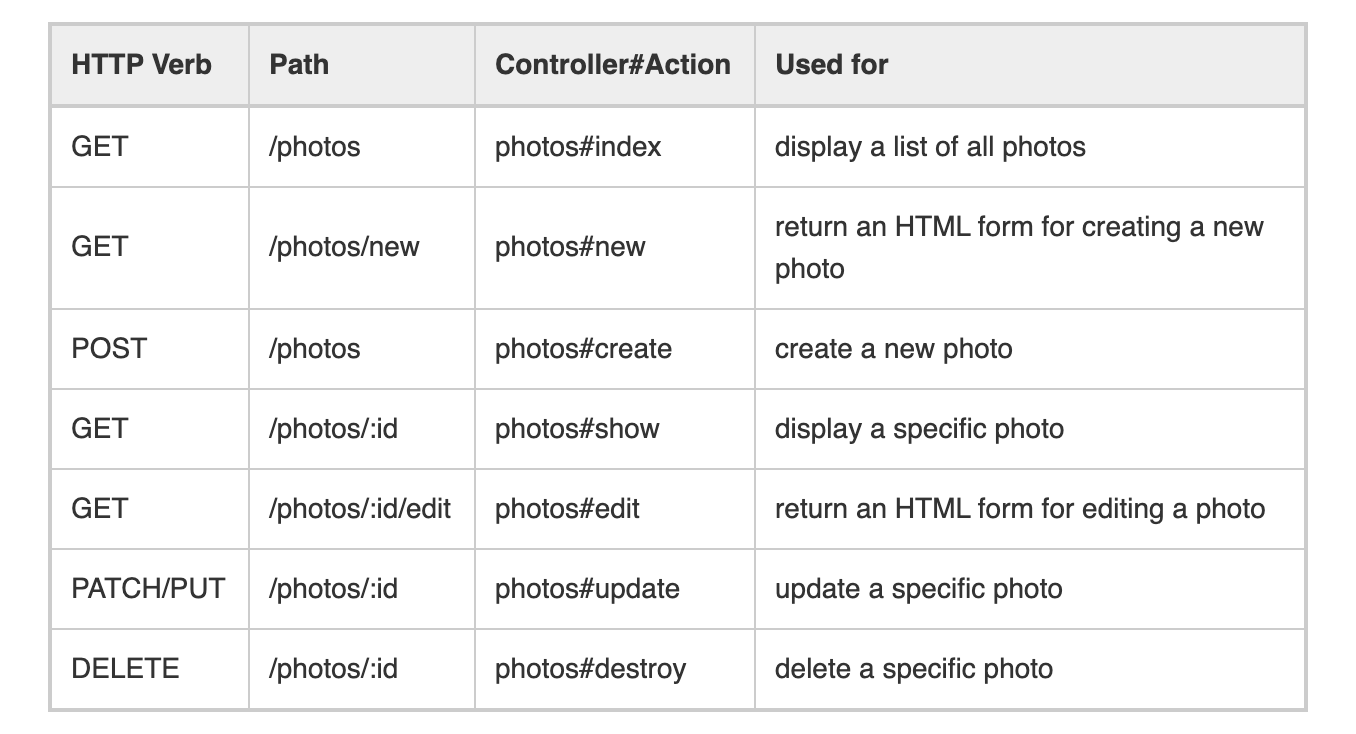 HTTP Verb Path Controller#Action Used for
GET /photos photos#index display a list of all photos
GET /photos/new photos#new return an HTML form for creating a new
photo
POST /photos photos#create create a new photo
GET /photos/:id photos#show display a specific photo
GET /photos/:id/edit photos#edit return an HTML form for editing a photo
PATCH/PUT /photos/:id photos#update update a specific photo
DELETE /photos/:id photos#destroy delete a specific photo